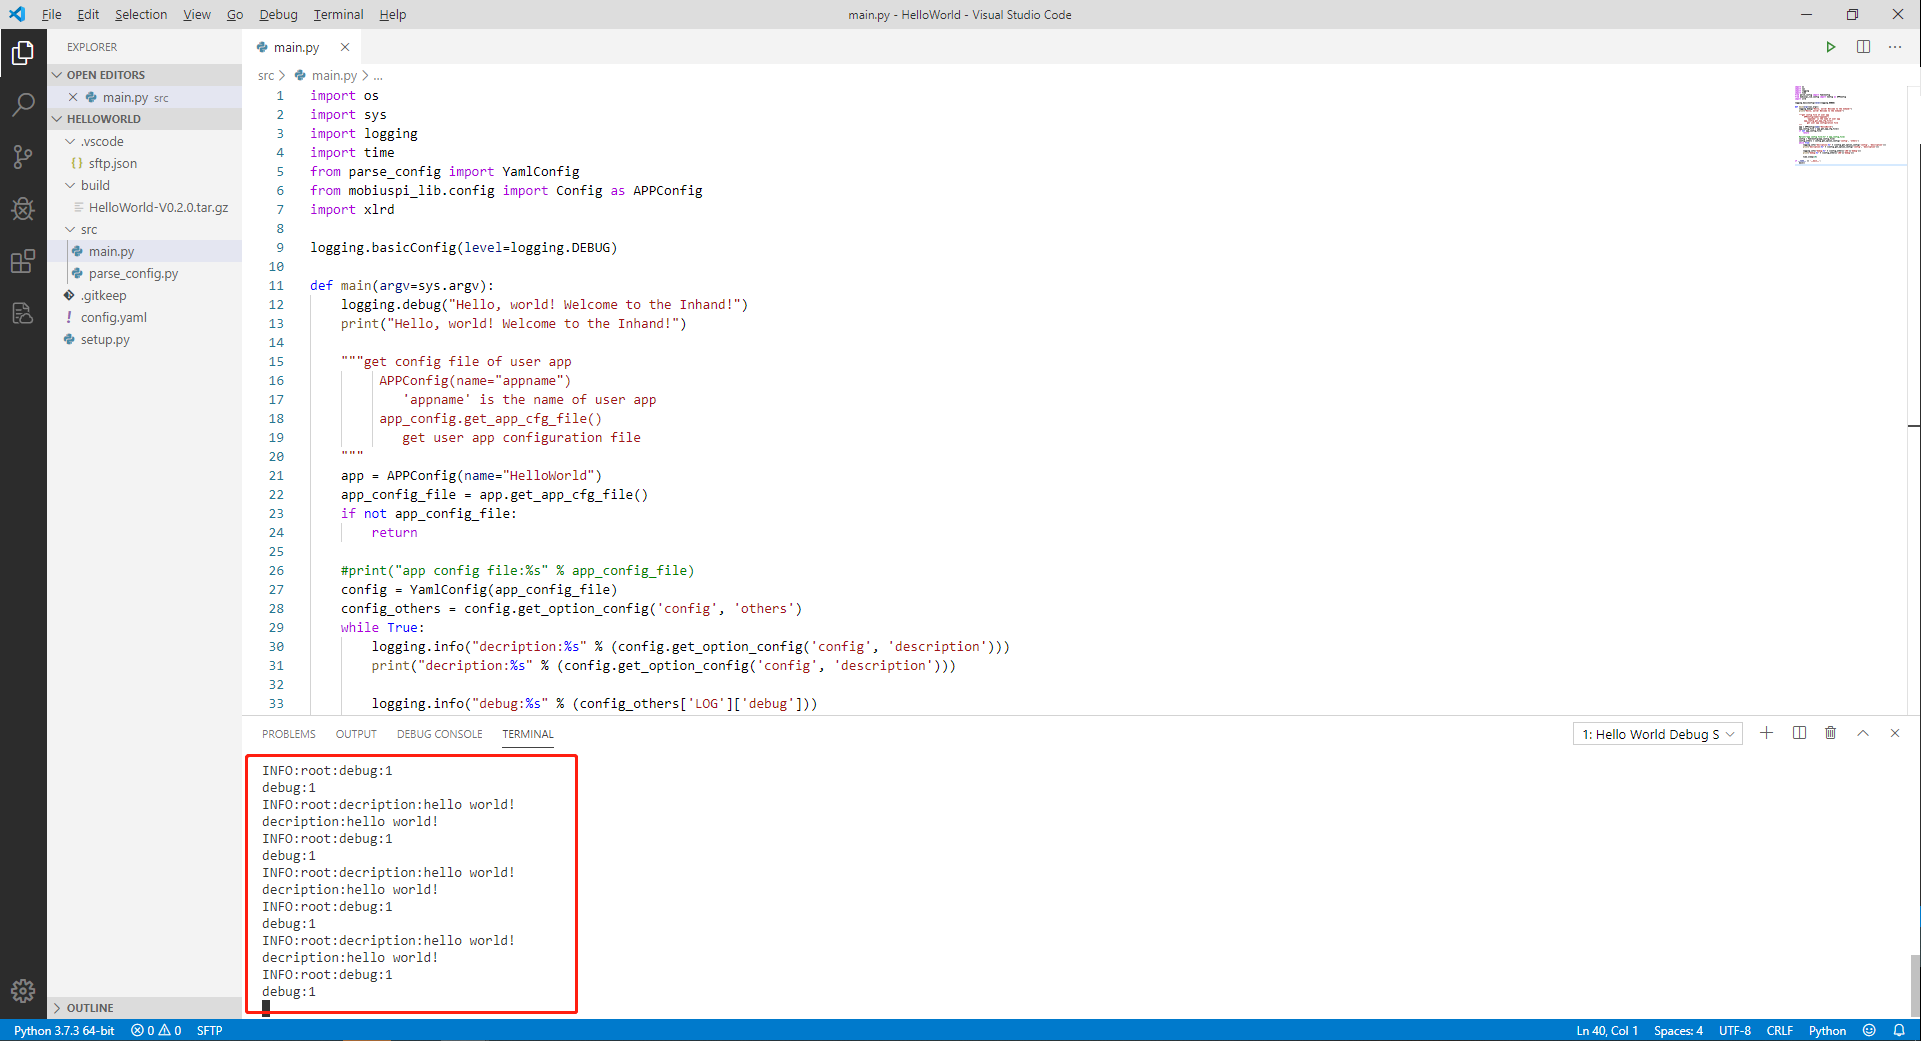 File Edit Selection View Go Debug Terminal Help
main.py - HelloWorld - Visual Studio Code
EXPLORER
OPEN EDITORS
main.py src
HELLOWORLD
.vscode
{} sftp.json
build
HelloWorld-V0.2.0.tar.gz
src
main.py
parse_config.py
.gitkeep
! config.yaml
setup.py
OUTLINE
main.py
src > main.py > ...
1 import os
2 import sys
3 import logging
4 import time
5 from parse_config import YamlConfig
6 from mobiuspi_lib.config import Config as APPConfig
7 import xlrd
8
9 logging.basicConfig(level=logging.DEBUG)
10
11 def main(argv=sys.argv):
12 logging.debug("Hello, world! Welcome to the Inhand!")
13 print("Hello, world! Welcome to the Inhand!")
14
15 """get config file of user app
16 APPConfig(name="appname")
17 'appname' is the name of user app
18 app_config.get_app_cfg_file()
19 get user app configuration file
20 """
21 app = APPConfig(name="HelloWorld")
22 app_config_file = app.get_app_cfg_file()
23 if not app_config_file:
24 return
25
26 #print("app config file:%s" % app_config_file)
27 config = YamlConfig(app_config_file)
28 config_others = config.get_option_config('config', 'others')
29 while True:
30 logging.info("decription:%s" % (config.get_option_config('config', 'description')))
31 print("decription:%s" % (config.get_option_config('config', 'description')))
32
33 logging.info("debug:%s" % (config_others['LOG']['debug']))
PROBLEMS OUTPUT DEBUG CONSOLE TERMINAL
1: Hello World Debug S
INFO:root:debug:1
debug:1
INFO:root:decription:hello world!
decription:hello world!
INFO:root:debug:1
debug:1
INFO:root:decription:hello world!
decription:hello world!
INFO:root:debug:1
debug:1
INFO:root:decription:hello world!
decription:hello world!
INFO:root:debug:1
debug:1
Python 3.7.3 64-bit 0 0 SFTP
Ln 40, Col 1 Spaces: 4 UTF-8 CRLF Python